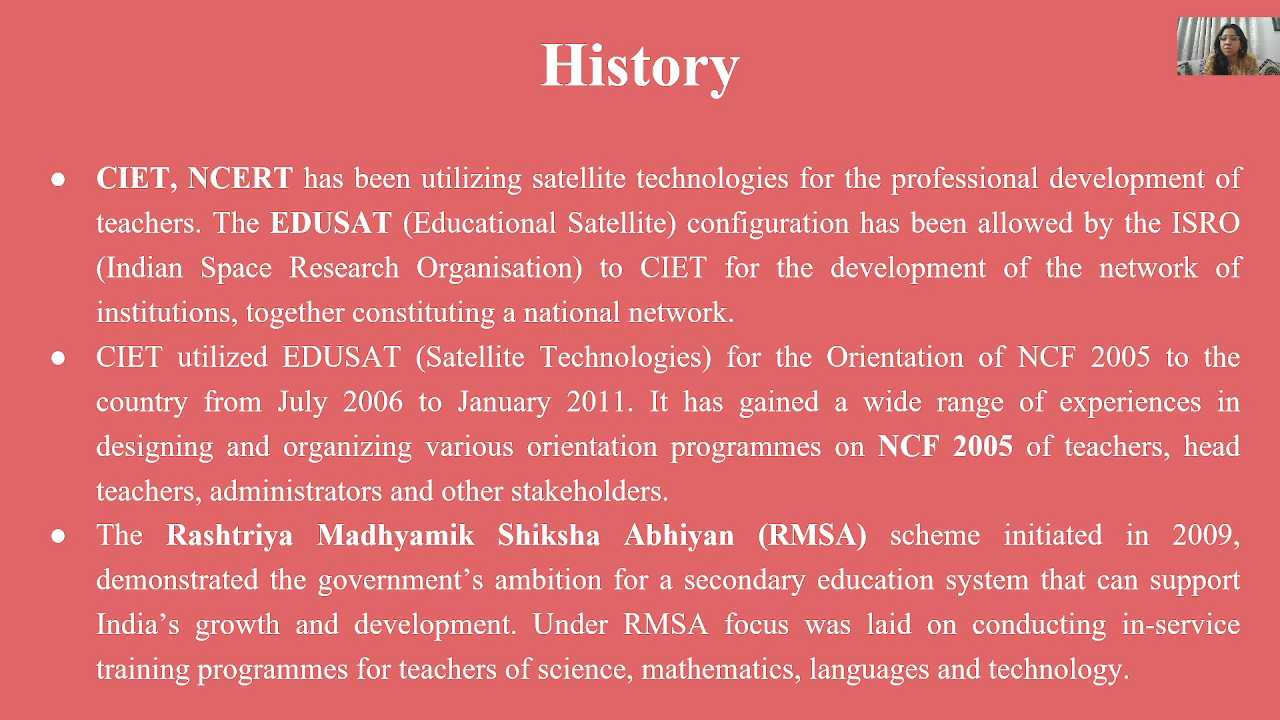 History
● CIET, NCERT has been utilizing satellite technologies for the professional development of
teachers. The EDUSAT (Educational Satellite) configuration has been allowed by the ISRO
(Indian Space Research Organisation) to CIET for the development of the network of
institutions, together constituting a national network.
● CIET utilized EDUSAT (Satellite Technologies) for the Orientation of NCF 2005 to the
country from July 2006 to January 2011. It has gained a wide range of experiences in
designing and organizing various orientation programmes on NCF 2005 of teachers, head
teachers, administrators and other stakeholders.
● The Rashtriya Madhyamik Shiksha Abhiyan (RMSA) scheme initiated in 2009,
demonstrated the government’s ambition for a secondary education system that can support
India’s growth and development. Under RMSA focus was laid on conducting in-service
training programmes for teachers of science, mathematics, languages and technology.